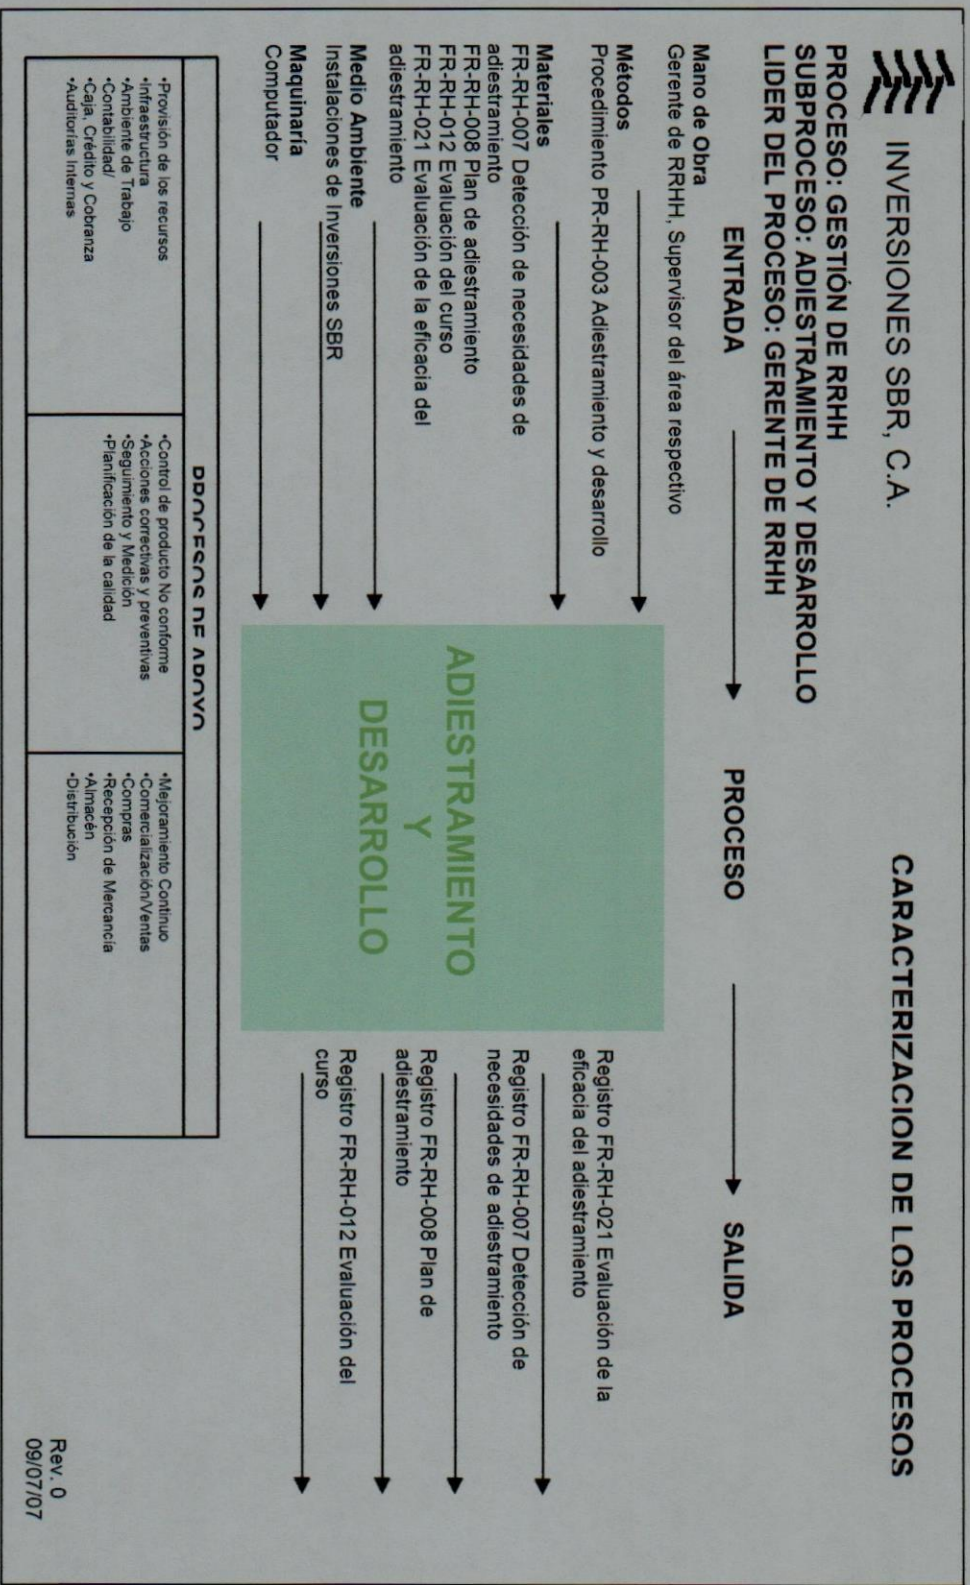 INVERSIONES SBR, C.A.
CARACTERIZACION DE LOS PROCESOS
PROCESO: GESTIÓN DE RRHH
SUBPROCESO: ADIESTRAMIENTO Y DESARROLLO
LIDER DEL PROCESO: GERENTE DE RRHH
ENTRADA
PROCESO
SALIDA
Mano de Obra
Gerente de RRHH, Supervisor del área respectivo
Métodos
Procedimiento PR-RH-003 Adiestramiento y desarrollo
Materiales
FR-RH-007 Detección de necesidades de
adiestramiento
FR-RH-008 Plan de adiestramiento
FR-RH-012 Evaluación del curso
FR-RH-021 Evaluación de la eficacia del
adiestramiento
Medio Ambiente
Instalaciones de Inversiones SBR
Maquinaría
Computador
ADIESTRAMIENTO
Y
DESARROLLO
Registro FR-RH-021 Evaluación de la
eficacia del adiestramiento
Registro FR-RH-007 Detección de
necesidades de adiestramiento
Registro FR-RH-008 Plan de
adiestramiento
Registro FR-RH-012 Evaluación del
curso
PROCESOS DE APOYO
•Provisión de los recursos
•Infraestructura
•Ambiente de Trabajo
•Contabilidad/
•Caja, Crédito y Cobranza
•Auditorías Internas
•Control de producto No conforme
•Acciones correctivas y preventivas
•Seguimiento y Medición
•Planificación de la calidad
•Mejoramiento Continuo
•Comercialización/Ventas
•Compras
•Recepción de Mercancía
•Almacén
•Distribución
Rev. 0
09/07/07